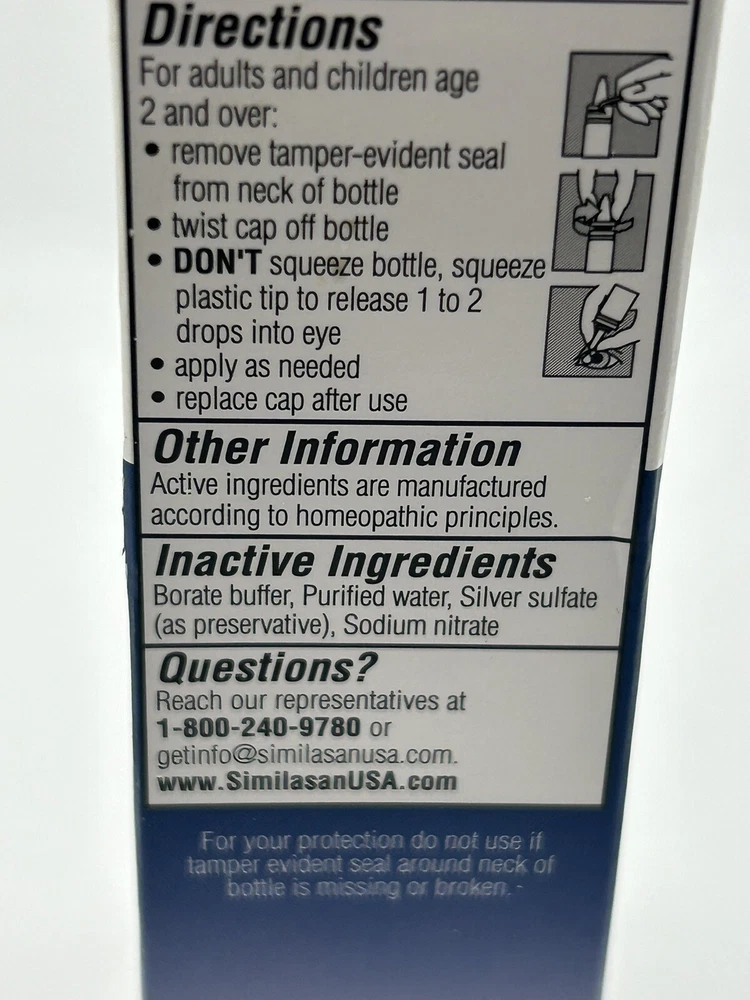 Directions
For adults and children age
2 and over:
• remove tamper-evident seal
from neck of bottle
• twist cap off bottle
• DON'T squeeze bottle, squeeze
plastic tip to release 1 to 2
drops into eye
• apply as needed
• replace cap after use
Other Information
Active ingredients are manufactured
according to homeopathic principles.
Inactive Ingredients
Borate buffer, Purified water, Silver sulfate
(as preservative), Sodium nitrate
Questions?
Reach our representatives at
1-800-240-9780 or
getinfo@similasanusa.com.
www.SimilasanUSA.com
For your protection do not use if
tamper evident seal around neck of
bottle is missing or broken.